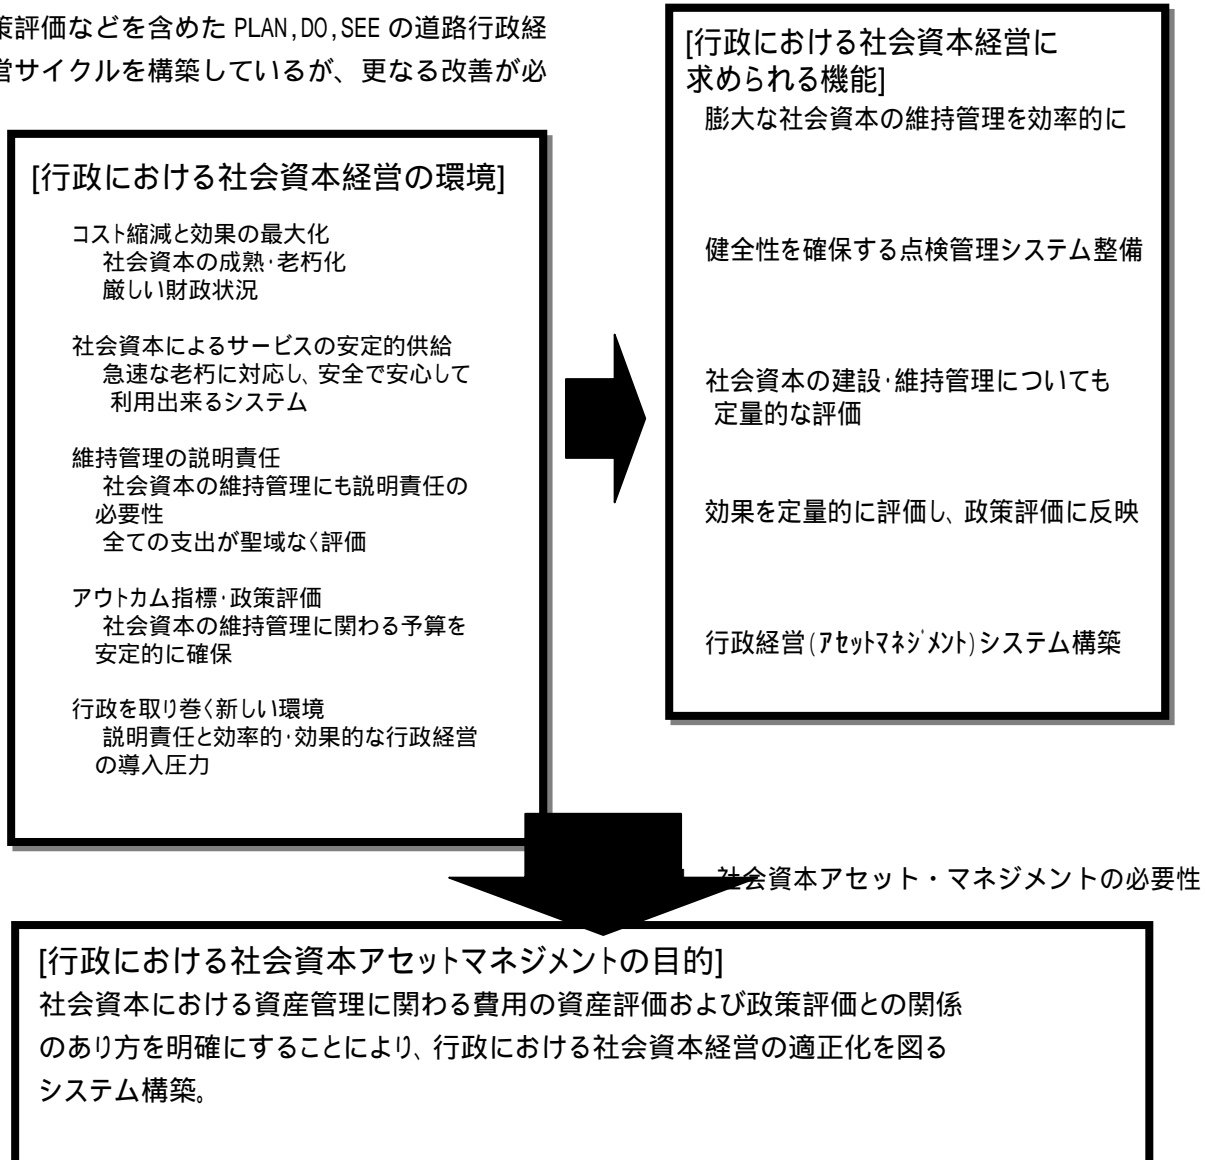 策評価などを含めた PLAN,DO,SEE の道路行政経
営サイクルを構築しているが、更なる改善が必
[行政における社会資本経営の環境]
コスト縮減と効果の最大化
社会資本の成熟・老朽化
厳しい財政状況
社会資本によるサービスの安定的供給
急速な老朽に対応し、安全で安心して
利用出来るシステム
維持管理の説明責任
社会資本の維持管理にも説明責任の
必要性
全ての支出が聖域なく評価
アウトカム指標・政策評価
社会資本の維持管理に関わる予算を
安定的に確保
行政を取り巻く新しい環境
説明責任と効率的・効果的な行政経営
の導入圧力
[行政における社会資本経営に
求められる機能]
膨大な社会資本の維持管理を効率的に
健全性を確保する点検管理システム整備
社会資本の建設・維持管理についても
定量的な評価
効果を定量的に評価し、政策評価に反映
行政経営(ｱｾｯﾄﾏﾈｼﾞﾒﾝﾄ)システム構築
社会資本アセット・マネジメントの必要性
[行政における社会資本アセットマネジメントの目的]
社会資本における資産管理に関わる費用の資産評価および政策評価との関係
のあり方を明確にすることにより、行政における社会資本経営の適正化を図る
システム構築。